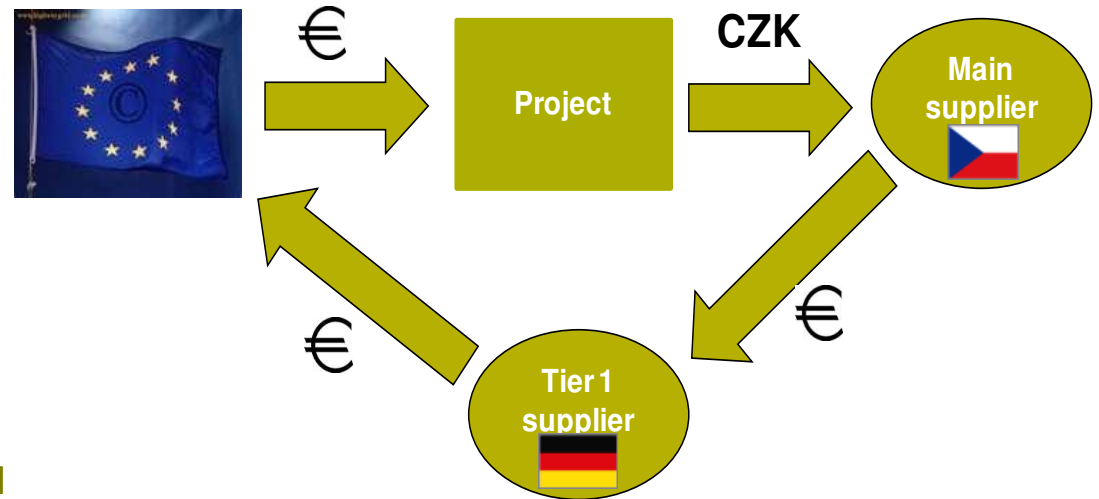 €
CZK
Project
Main
supplier
€
€
Tier 1
supplier
©